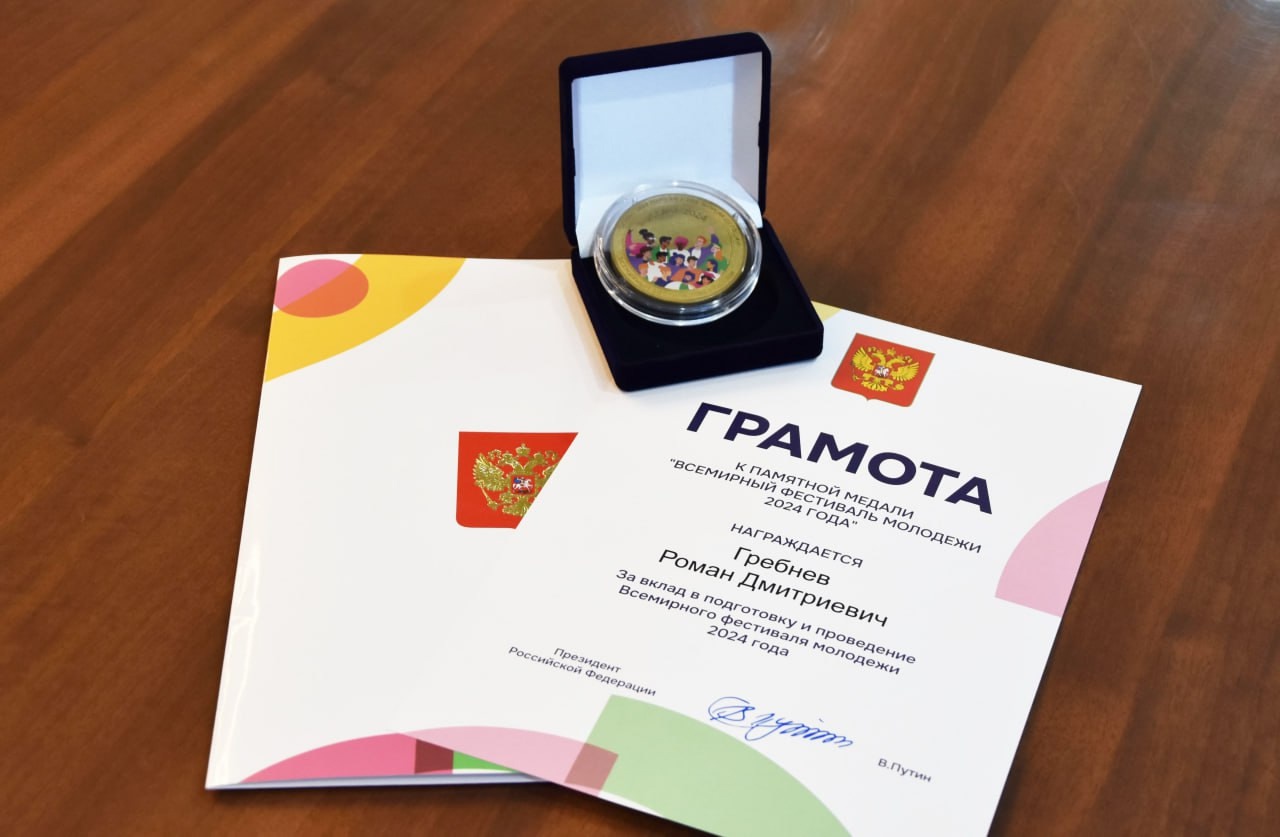 ГРАМОТА
К ПАМЯТНОЙ МЕДАЛИ
"ВСЕМИРНЫЙ ФЕСТИВАЛЬ МОЛОДЕЖИ
2024 ГОДА"
НАГРАЖДАЕТСЯ
Гребнев
Роман Дмитриевич
За вклад в подготовку и проведение
Всемирного фестиваля молодежи
2024 года
Президент
Российской Федерации
В.Путин